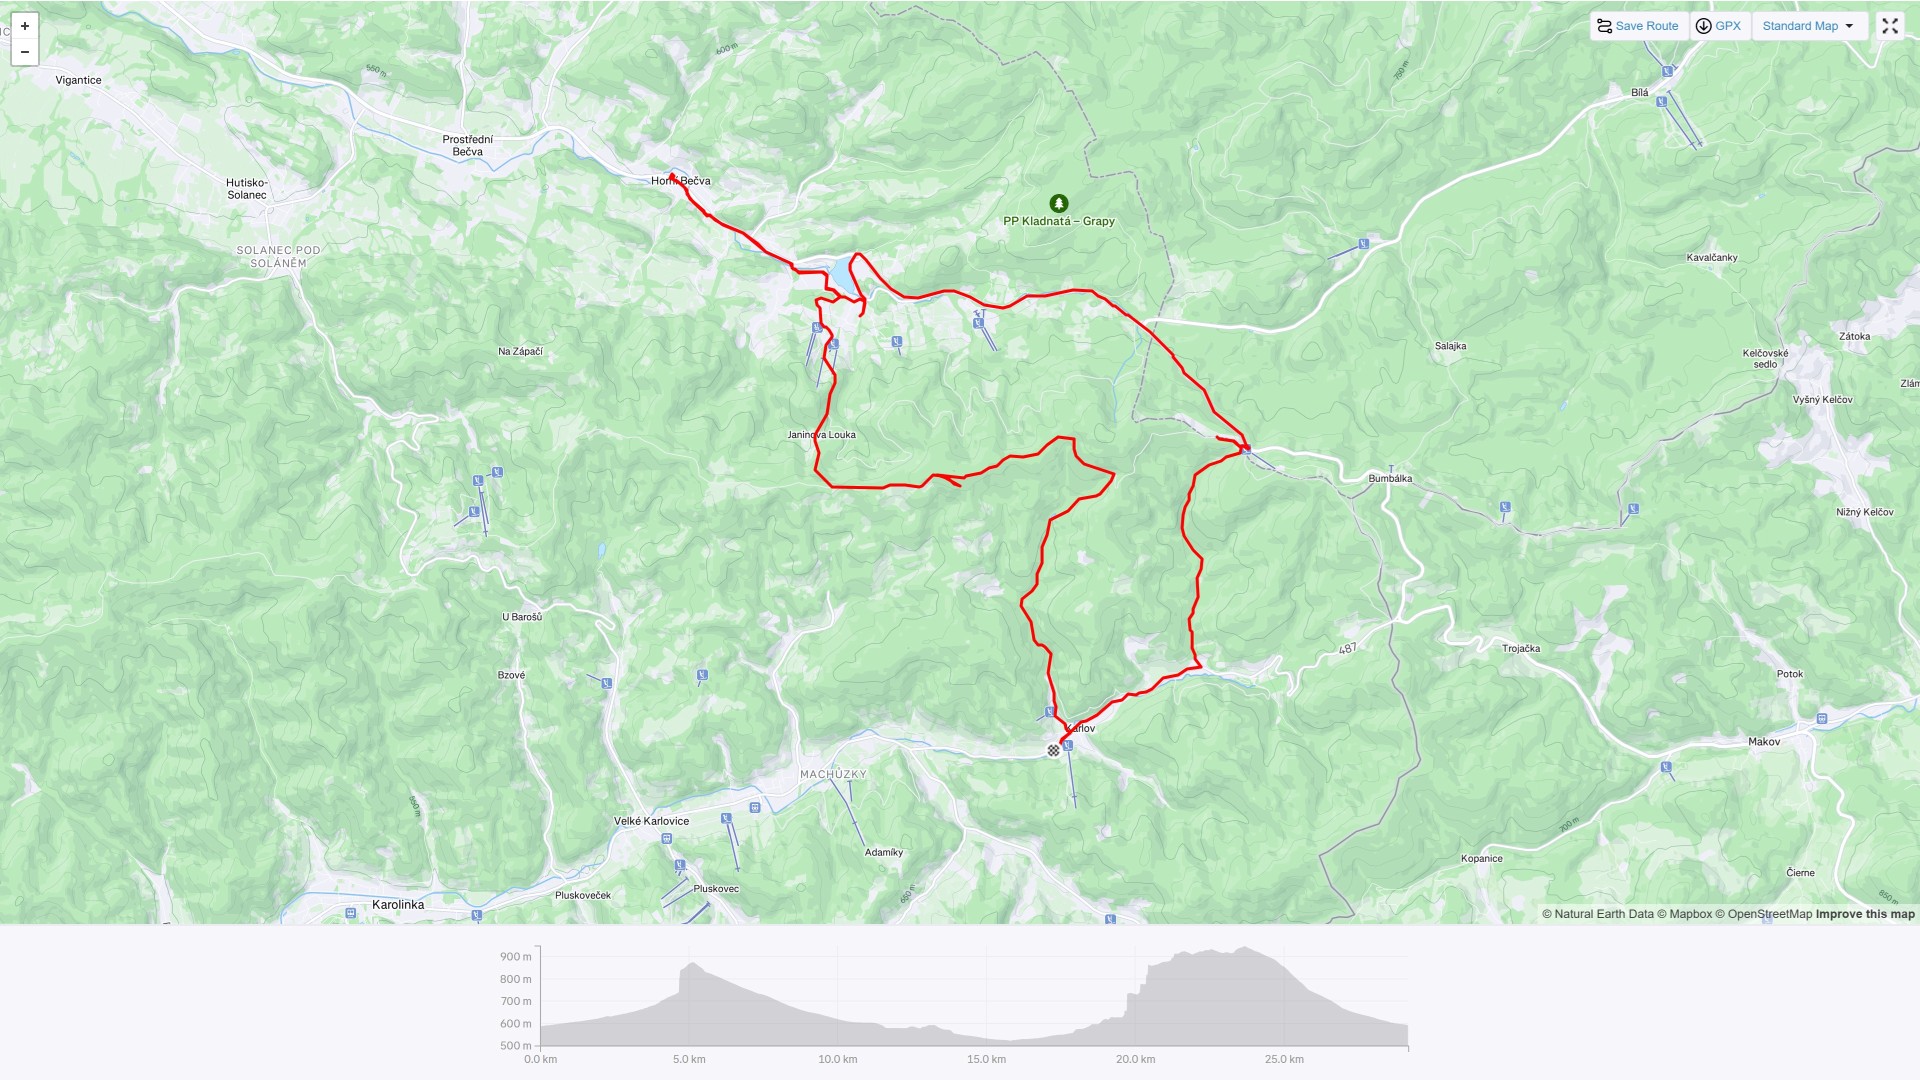 +
−
Save Route
GPX
Standard Map
Vigantice
600 m
550 m
750 m
Bílá
Prostřední
Bečva
Horní Bečva
Hutisko-
Solanec
PP Kladnatá – Grapy
SOLANEC POD
SOLÁNĚM
Kavalčanky
Na Zápačí
Salajka
Zátoka
Kelčovské
sedlo
Zlám
Vyšný Kelčov
Janinova Louka
Bumbálka
Nižný Kelčov
U Barošů
487
Trojačka
Bzové
Potok
Karlov
Makov
MACHŮZKY
550 m
Velké Karlovice
700 m
Adamíky
Kopanice
Čierne
Pluskoveček
Pluskovec
650 m
850 m
Karolinka
© Natural Earth Data © Mapbox © OpenStreetMap Improve this map
900 m
800 m
700 m
600 m
500 m
0.0 km
5.0 km
10.0 km
15.0 km
20.0 km
25.0 km